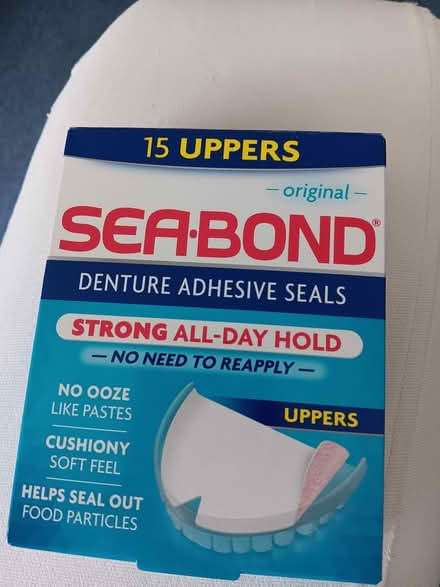 15 UPPERS
– original –
SEA·BOND®
DENTURE ADHESIVE SEALS
STRONG ALL-DAY HOLD
– NO NEED TO REAPPLY –
NO OOZE
LIKE PASTES
UPPERS
CUSHIONY
SOFT FEEL
HELPS SEAL OUT
FOOD PARTICLES